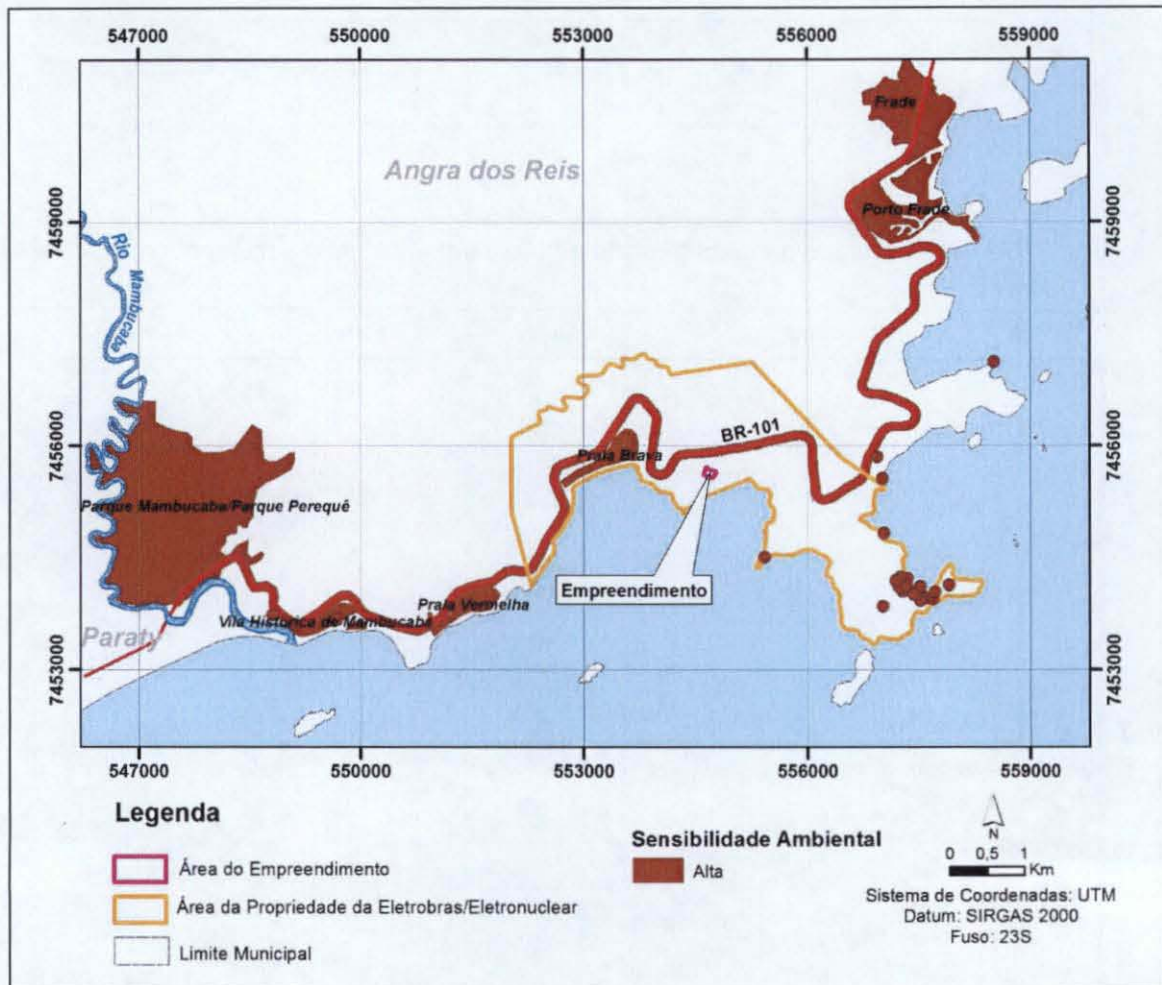 547000 550000 553000 556000 559000
Frade
Angra dos Reis
7459000
Porto Frade
7459000
Rio Mambucaba
7456000
BR-101
7456000
Praia Brava
Parque Mambucaba/Parque Perequê
Empreendimento
Praia Vermelha
Vila Histórica de Mambucaba
Paraty
7453000
7453000
547000 550000 553000 556000 559000
Legenda
Área do Empreendimento
Área da Propriedade da Eletrobras/Eletronuclear
Limite Municipal
Sensibilidade Ambiental
Alta
N
0 0,5 1
Km
Sistema de Coordenadas: UTM
Datum: SIRGAS 2000
Fuso: 23S